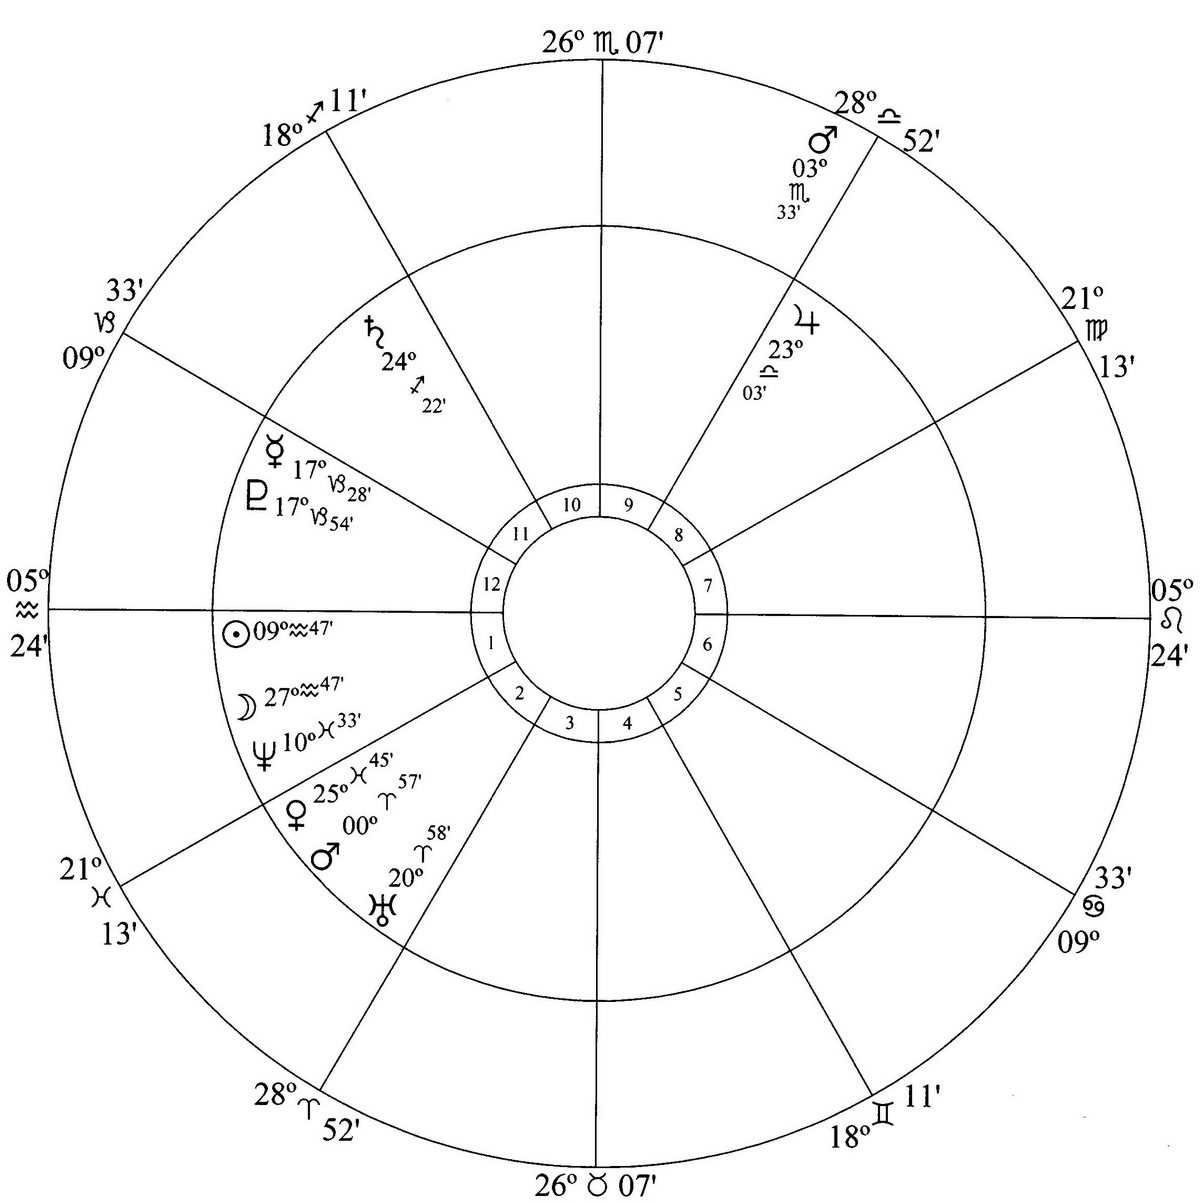 26° ♏ 07'
28° ♎ 52'
21° ♍ 13'
05° ♌ 24'
33' ♋ 09°
11' ♊ 18°
26° ♉ 07'
28° ♈ 52'
21° ♓ 13'
05° ♒ 24'
33' ♑ 09°
18° ♐ 11'
♂ 03° ♏ 33'
♃ 23° ♎ 03'
♄ 24° ♐ 22'
☿ 17° ♑ 28'
♇ 17° ♑ 54'
☉ 09° ♒ 47'
☽ 27° ♒ 47'
♆ 10° ♓ 33'
♀ 25° ♓ 45'
♂ 00° ♈ 57'
♅ 20° ♈ 58'
1
2
3
4
5
6
7
8
9
10
11
12